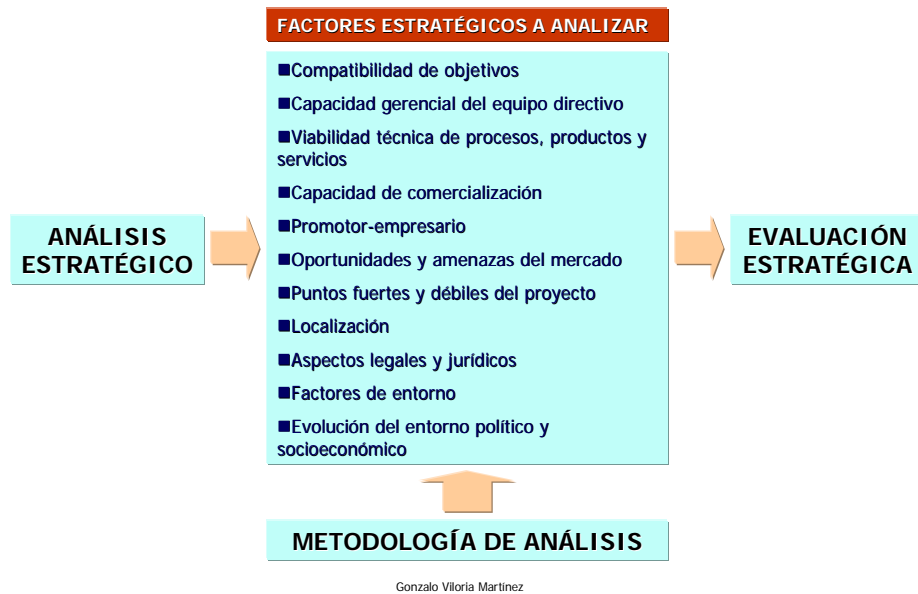 FACTORES ESTRATÉGICOS A ANALIZAR
■Compatibilidad de objetivos
■Capacidad gerencial del equipo directivo
■Viabilidad técnica de procesos, productos y
servicios
■Capacidad de comercialización
■Promotor-empresario
■Oportunidades y amenazas del mercado
■Puntos fuertes y débiles del proyecto
■Localización
■Aspectos legales y jurídicos
■Factores de entorno
■Evolución del entorno político y
socioeconómico
ANÁLISIS
ESTRATÉGICO
EVALUACIÓN
ESTRATÉGICA
METODOLOGÍA DE ANÁLISIS
Gonzalo Viloria Martínez